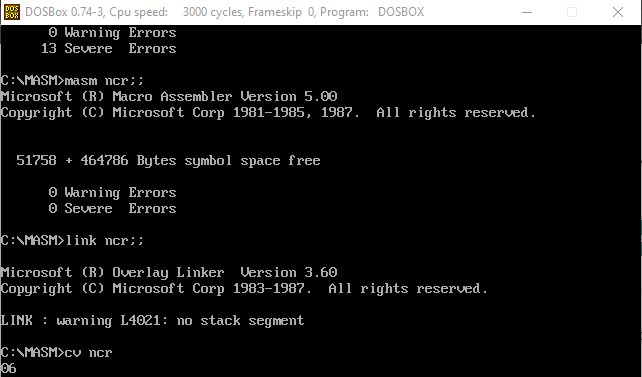 DOSBox 0.74-3, Cpu speed: 3000 cycles, Frameskip 0, Program: DOSBOX
DOS
BOX
0 Warning Errors
13 Severe Errors
C:\MASM>masm ncr;;
Microsoft (R) Macro Assembler Version 5.00
Copyright (C) Microsoft Corp 1981-1985, 1987. All rights reserved.
51758 + 464786 Bytes symbol space free
0 Warning Errors
0 Severe Errors
C:\MASM>link ncr;;
Microsoft (R) Overlay Linker Version 3.60
Copyright (C) Microsoft Corp 1983-1987. All rights reserved.
LINK : warning L4021: no stack segment
C:\MASM>cv ncr
06